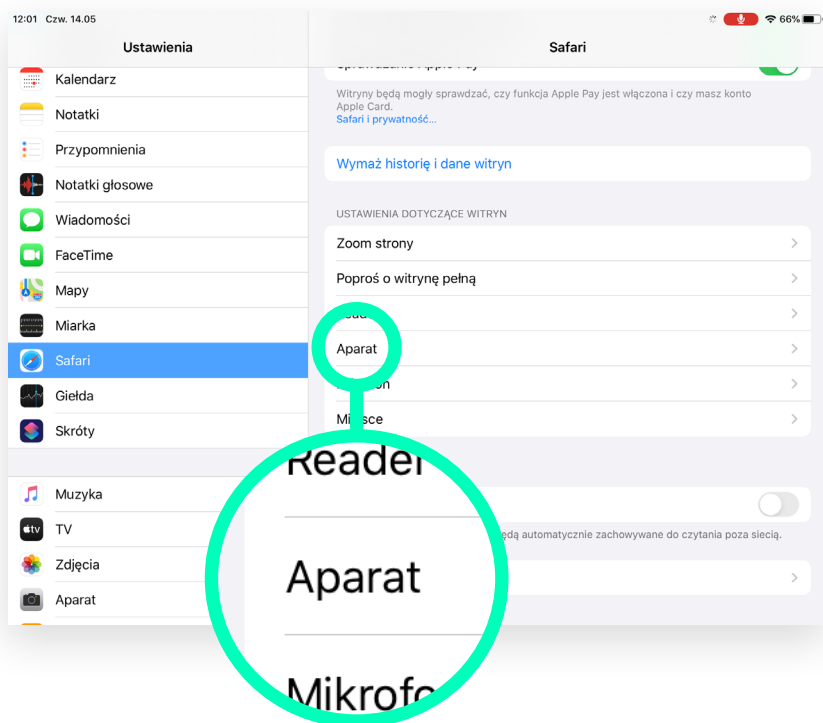 12:01 Czw. 14.05
66%
Ustawienia
Safari
Kalendarz
Notatki
Przypomnienia
Notatki głosowe
Wiadomości
FaceTime
Mapy
Miarka
Safari
Giełda
Skróty
Muzyka
tv
TV
Zdjęcia
Aparat
Witryny będą mogły sprawdzać, czy funkcja Apple Pay jest włączona i czy masz konto
Apple Card.
Safari i prywatność...
Wymaż historię i dane witryn
USTAWIENIA DOTYCZĄCE WITRYN
Zoom strony
Poproś o witrynę pełną
Aparat
automatycznie zachowywane do czytania poza siecią.
Reader
Aparat